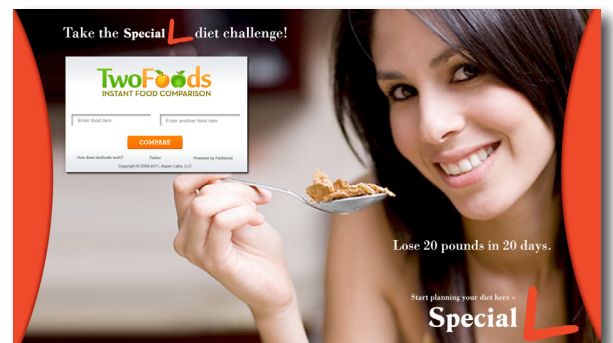 Take the Special L diet challenge!
TwoFoods
INSTANT FOOD COMPARISON
Enter food item
Enter another food item
COMPARE
How does twofoods work?
Twitter
Powered by FatSecret
Copyright © 2009-2011, Aspen Labs, LLC
Lose 20 pounds in 20 days.
Start planning your diet here -
Special L